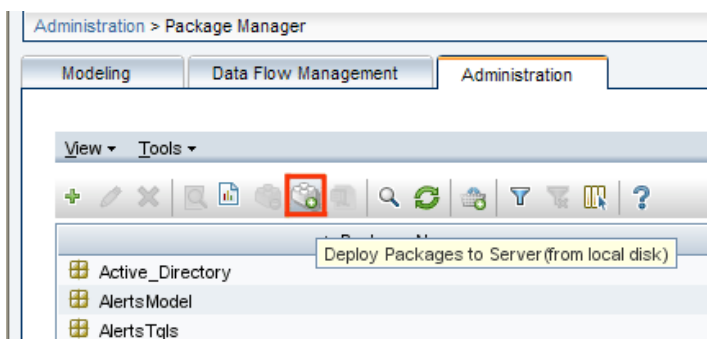 Administration > Package Manager
Modeling Data Flow Management Administration
View Tools
Deploy Packages to Server(from local disk)
Active_Directory
AlertsModel
AlertsTqls